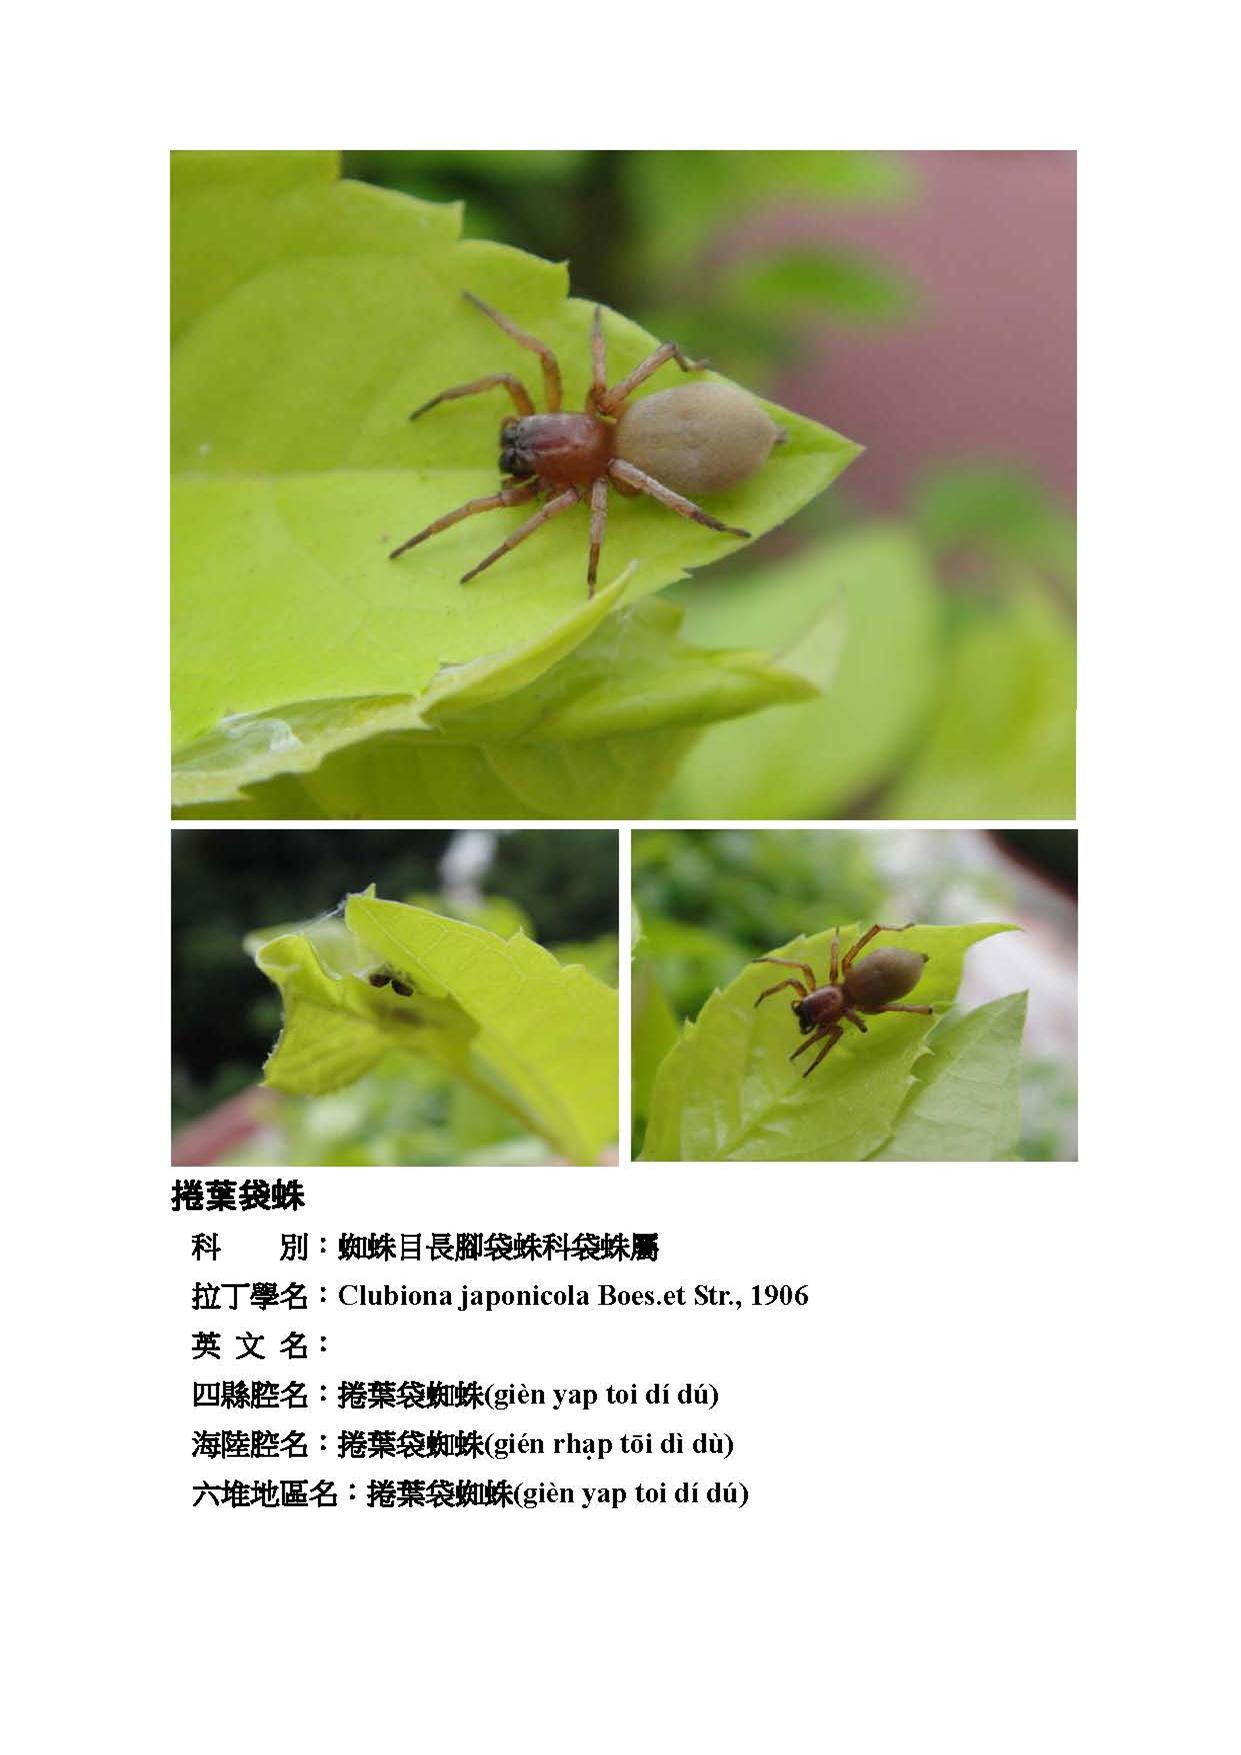 捲葉袋蛛
科　　別：蜘蛛目長腳袋蛛科袋蛛屬
拉丁學名：Clubiona japonicola Boes.et Str., 1906
英 文 名：
四縣腔名：捲葉袋蜘蛛(gièn yap toi dí dú)
海陸腔名：捲葉袋蜘蛛(gién rhạp tōi dì dù)
六堆地區名：捲葉袋蜘蛛(gièn yap toi dí dú)